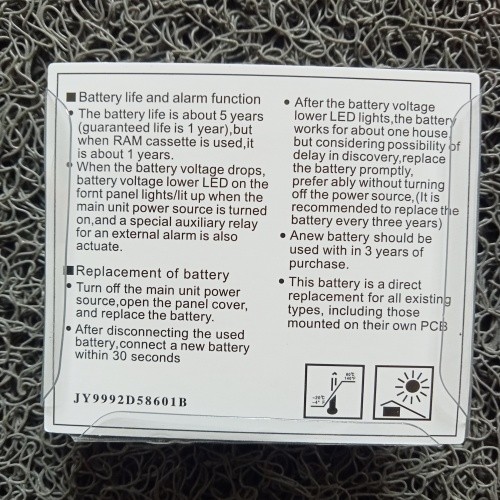 ■ Battery life and alarm function
• The battery life is about 5 years
(guaranteed life is 1 year),but
when RAM cassette is used,it
is about 1 years.
• When the battery voltage drops,
battery voltage lower LED on the
fornt panel lights/lit up when the
main unit power source is turned
on,and a special auxiliary relay
for an external alarm is also
actuate.
■ Replacement of battery
• Turn off the main unit power
source,open the panel cover,
and replace the battery.
• After disconnecting the used
battery,connect a new battery
within 30 seconds
JY9992D58601B
• After the battery voltage
lower LED lights,the battery
works for about one house,
but considering possibility of
delay in discovery,replace
the battery promptly,
prefer ably without turning
off the power source,(It is
recommended to replace the
battery every three years)
• Anew battery should be
used with in 3 years of
purchase.
• This battery is a direct
replacement for all existing
types, including those
mounted on their own PCB